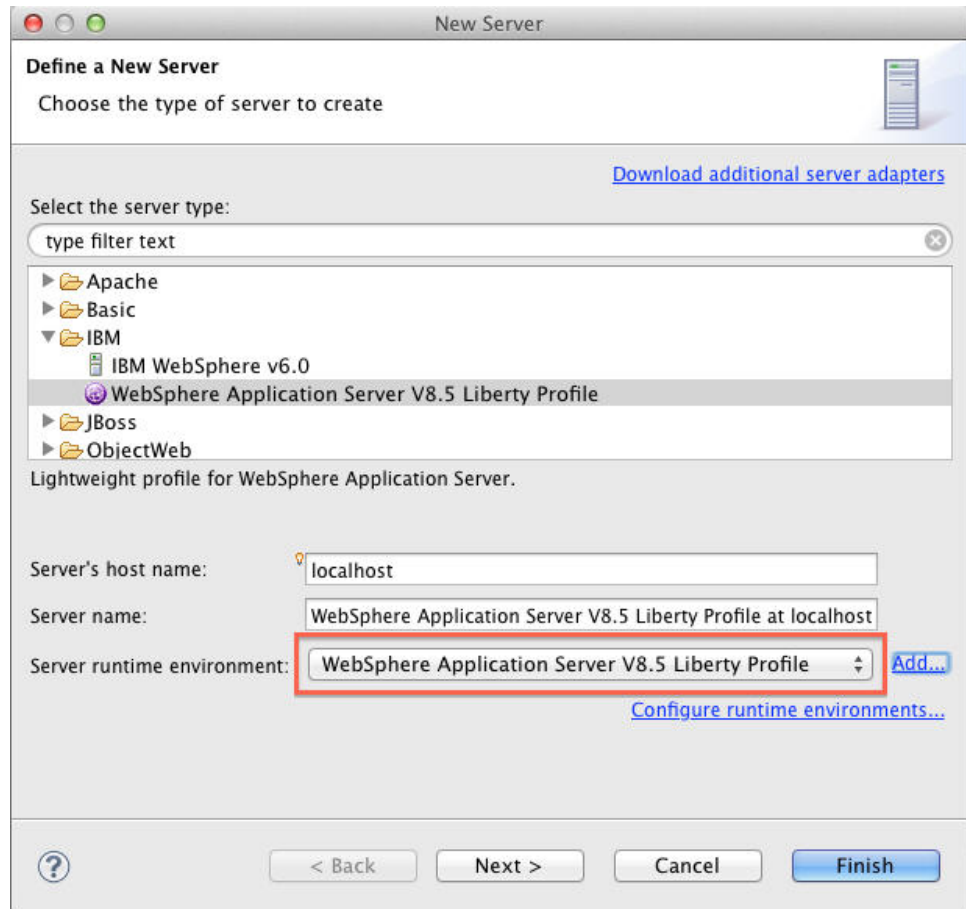 New Server
Define a New Server
Choose the type of server to create
Download additional server adapters
Select the server type:
type filter text
Apache
Basic
IBM
IBM WebSphere v6.0
WebSphere Application Server V8.5 Liberty Profile
JBoss
ObjectWeb
Lightweight profile for WebSphere Application Server.
Server's host name: localhost
Server name: WebSphere Application Server V8.5 Liberty Profile at localhost
Server runtime environment: WebSphere Application Server V8.5 Liberty Profile Add...
Configure runtime environments...
? < Back Next > Cancel Finish